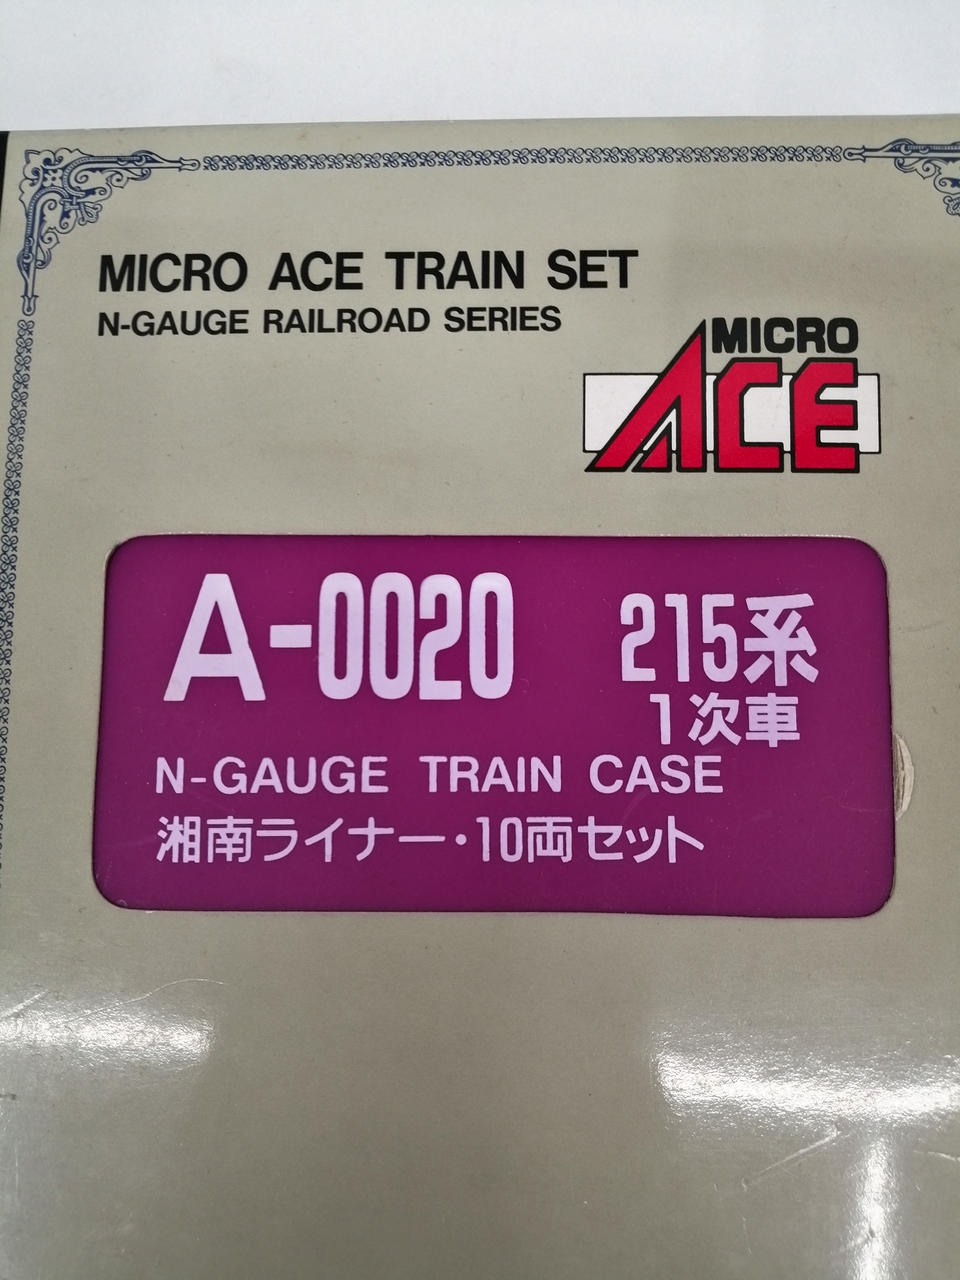 MICRO ACE TRAIN SET
N-GAUGE RAILROAD SERIES
MICRO
ACE
A-0020 215系
1次車
N-GAUGE TRAIN CASE
湘南ライナー・10両セット